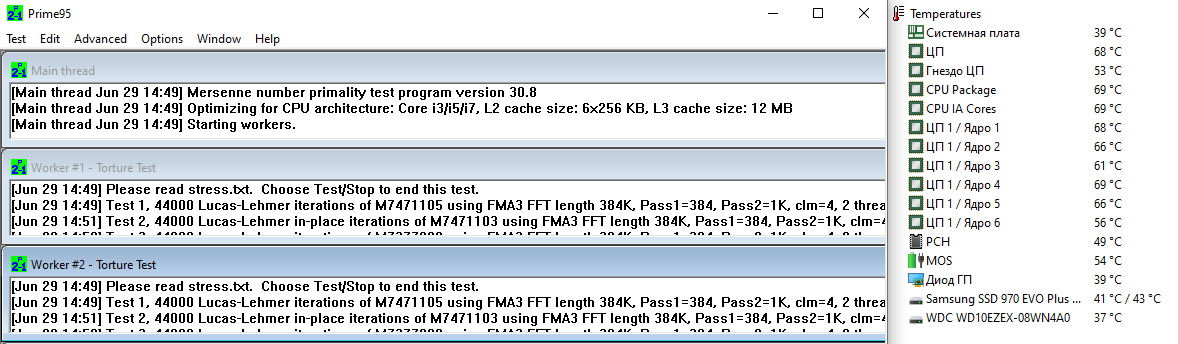 Prime95
Test Edit Advanced Options Window Help
Main thread
[Main thread Jun 29 14:49] Mersenne number primality test program version 30.8
[Main thread Jun 29 14:49] Optimizing for CPU architecture: Core i3/i5/i7, L2 cache size: 6x256 KB, L3 cache size: 12 MB
[Main thread Jun 29 14:49] Starting workers.
Worker #1 - Torture Test
[Jun 29 14:49] Please read stress.txt. Choose Test/Stop to end this test.
[Jun 29 14:49] Test 1, 44000 Lucas-Lehmer iterations of M7471105 using FMA3 FFT length 384K, Pass1=384, Pass2=1K, clm=4, 2 threa
[Jun 29 14:51] Test 2, 44000 Lucas-Lehmer in-place iterations of M7471103 using FMA3 FFT length 384K, Pass1=384, Pass2=1K, clm=4
Worker #2 - Torture Test
[Jun 29 14:49] Please read stress.txt. Choose Test/Stop to end this test.
[Jun 29 14:49] Test 1, 44000 Lucas-Lehmer iterations of M7471105 using FMA3 FFT length 384K, Pass1=384, Pass2=1K, clm=4, 2 threa
[Jun 29 14:51] Test 2, 44000 Lucas-Lehmer in-place iterations of M7471103 using FMA3 FFT length 384K, Pass1=384, Pass2=1K, clm=4
Temperatures
Системная плата 39 °C
ЦП 68 °C
Гнездо ЦП 53 °C
CPU Package 69 °C
CPU IA Cores 69 °C
ЦП 1 / Ядро 1 68 °C
ЦП 1 / Ядро 2 66 °C
ЦП 1 / Ядро 3 61 °C
ЦП 1 / Ядро 4 69 °C
ЦП 1 / Ядро 5 66 °C
ЦП 1 / Ядро 6 56 °C
PCH 49 °C
MOS 54 °C
Диод ГП 39 °C
Samsung SSD 970 EVO Plus ... 41 °C / 43 °C
WDC WD10EZEX-08WN4A0 37 °C